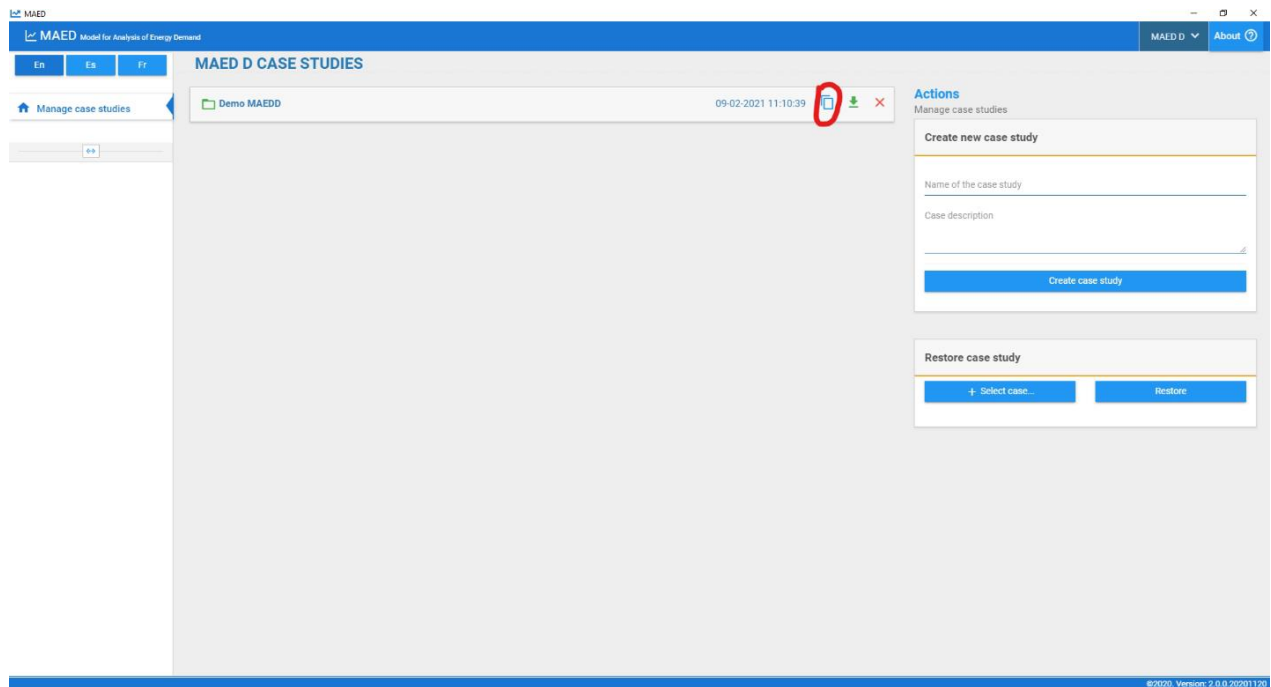 MAED
MAED Model for Analysis of Energy Demand
MAED D
About
En Es Fr
MAED D CASE STUDIES
Manage case studies
Demo MAEDD
09-02-2021 11:10:39
Actions
Manage case studies
Create new case study
Name of the case study
Case description
Create case study
Restore case study
+ Select case...
Restore
©2020. Version: 2.0.0.20201120